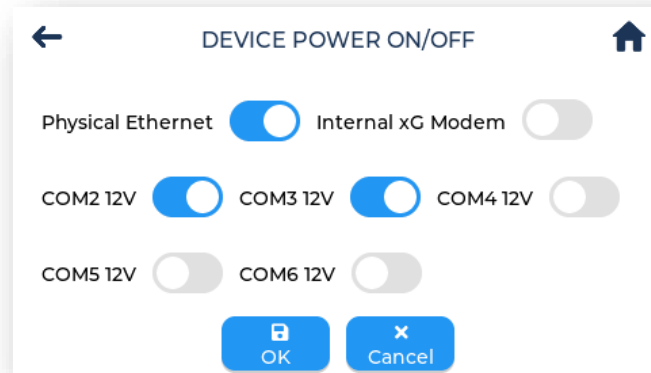 DEVICE POWER ON/OFF
Physical Ethernet Internal xG Modem
COM2 12V COM3 12V COM4 12V
COM5 12V COM6 12V
OK Cancel